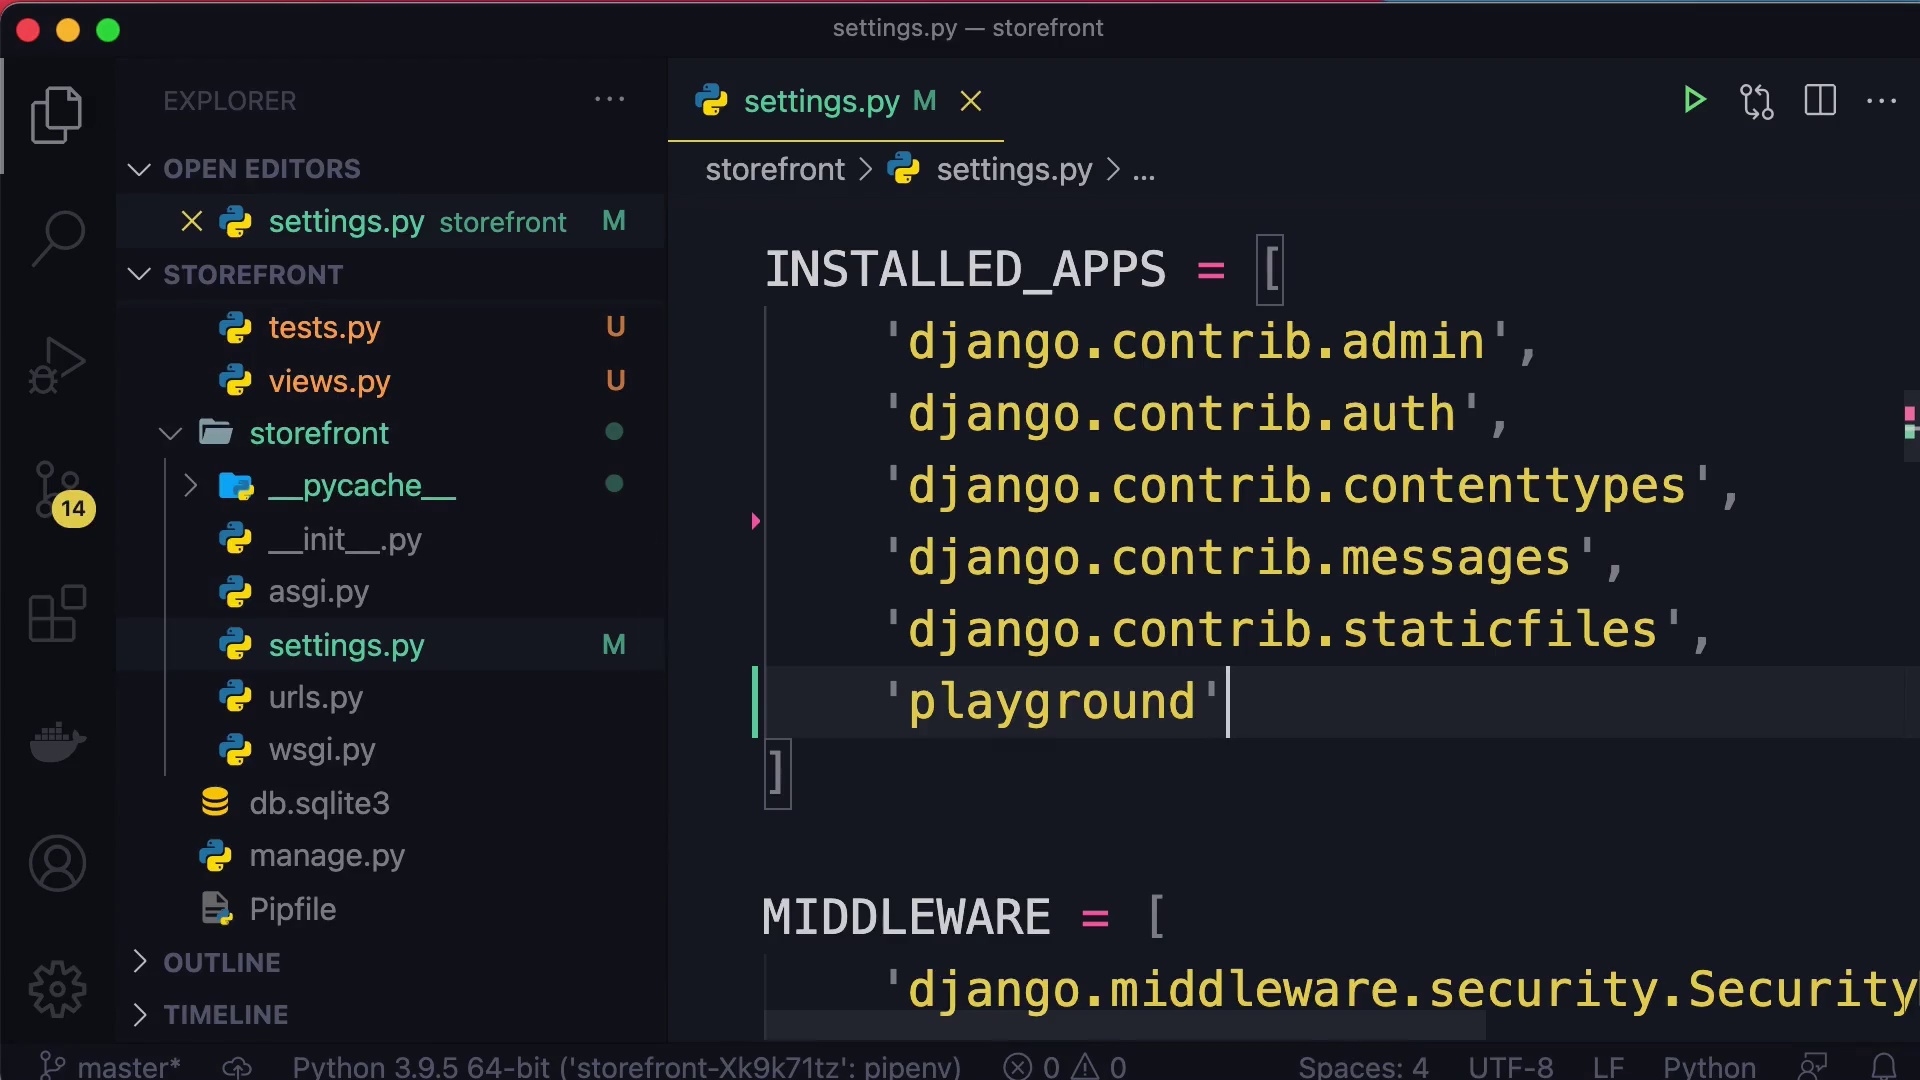 settings.py — storefront
EXPLORER
OPEN EDITORS
settings.py storefront M
STOREFRONT
tests.py U
views.py U
storefront
__pycache__
__init__.py
asgi.py
settings.py M
urls.py
wsgi.py
db.sqlite3
manage.py
Pipfile
OUTLINE
TIMELINE
14
settings.py M
storefront > settings.py > ...
INSTALLED_APPS = [
'django.contrib.admin',
'django.contrib.auth',
'django.contrib.contenttypes',
'django.contrib.messages',
'django.contrib.staticfiles',
'playground'
]
MIDDLEWARE = [
'django.middleware.security.Security
master* Python 3.9.5 64-bit ('storefront-Xk9k71tz': pipenv) 0 0 Spaces: 4 UTF-8 LF Python